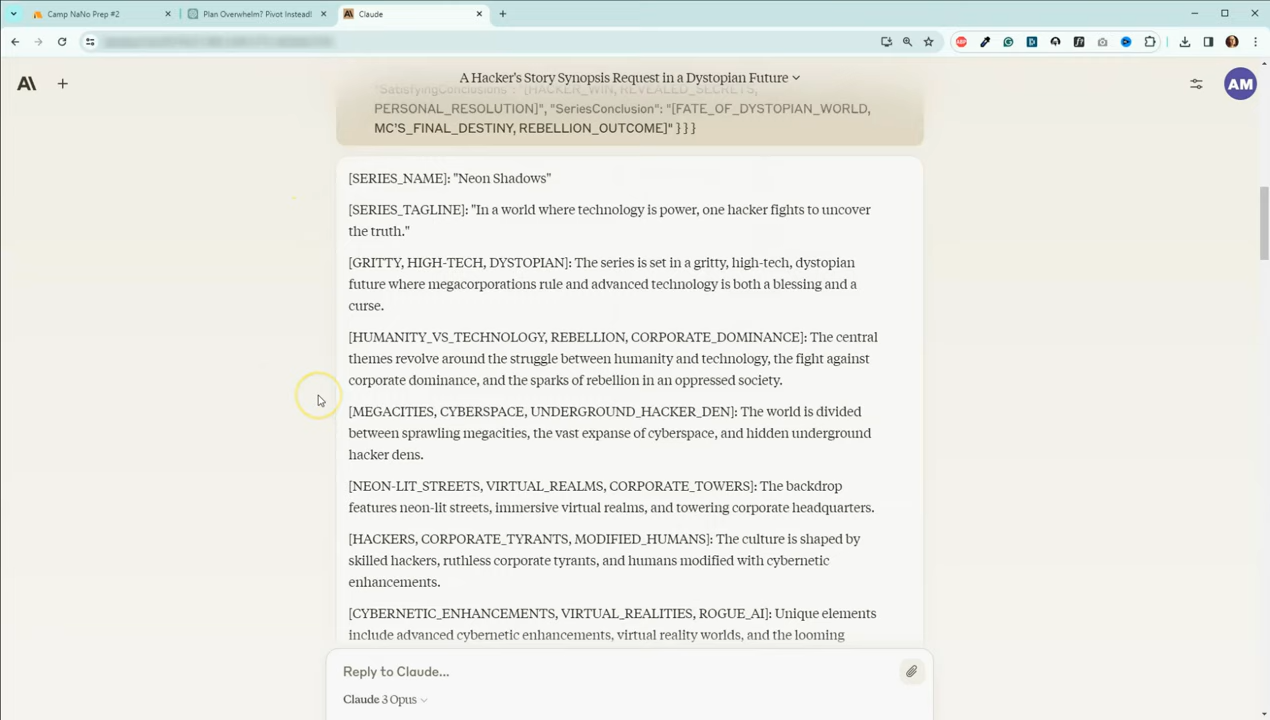 Camp NaNo Prep #2
Plan Overwhelm? Pivot Instead!
Claude
A\
A Hacker's Story Synopsis Request in a Dystopian Future
AM
"SatisfyingConclusions": "[HACKER_WIN, REVEALED_SECRETS,
PERSONAL_RESOLUTION]", "SeriesConclusion": "[FATE_OF_DYSTOPIAN_WORLD,
MC'S_FINAL_DESTINY, REBELLION_OUTCOME]" } } }
[SERIES_NAME]: "Neon Shadows"
[SERIES_TAGLINE]: "In a world where technology is power, one hacker fights to uncover
the truth."
[GRITTY, HIGH-TECH, DYSTOPIAN]: The series is set in a gritty, high-tech, dystopian
future where megacorporations rule and advanced technology is both a blessing and a
curse.
[HUMANITY_VS_TECHNOLOGY, REBELLION, CORPORATE_DOMINANCE]: The central
themes revolve around the struggle between humanity and technology, the fight against
corporate dominance, and the sparks of rebellion in an oppressed society.
[MEGACITIES, CYBERSPACE, UNDERGROUND_HACKER_DEN]: The world is divided
between sprawling megacities, the vast expanse of cyberspace, and hidden underground
hacker dens.
[NEON-LIT_STREETS, VIRTUAL_REALMS, CORPORATE_TOWERS]: The backdrop
features neon-lit streets, immersive virtual realms, and towering corporate headquarters.
[HACKERS, CORPORATE_TYRANTS, MODIFIED_HUMANS]: The culture is shaped by
skilled hackers, ruthless corporate tyrants, and humans modified with cybernetic
enhancements.
[CYBERNETIC_ENHANCEMENTS, VIRTUAL_REALITIES, ROGUE_AI]: Unique elements
include advanced cybernetic enhancements, virtual reality worlds, and the looming
Reply to Claude...
Claude 3 Opus